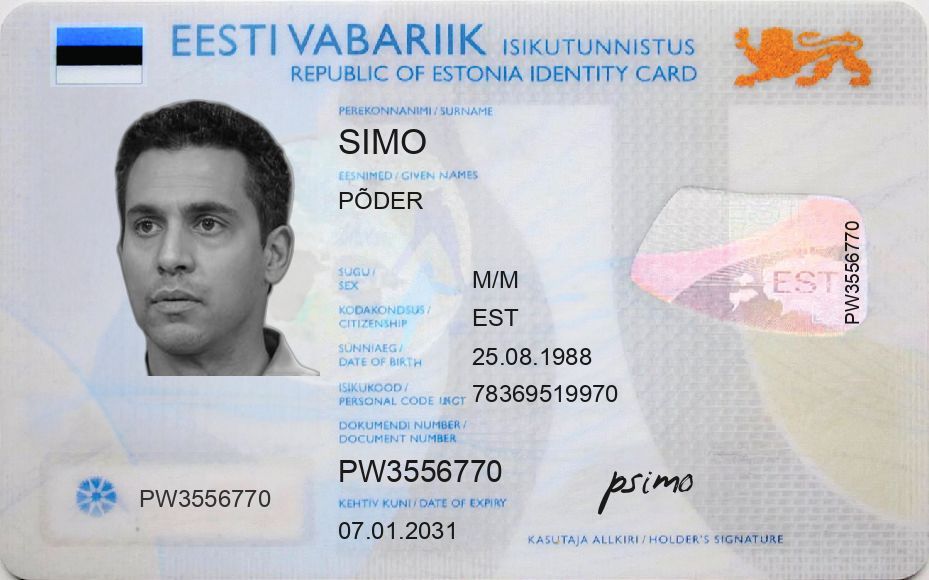 EESTI VABARIIK ISIKUTUNNISTUS
REPUBLIC OF ESTONIA IDENTITY CARD
PEREKONNANIMI / SURNAME
SIMO
EESNIMED / GIVEN NAMES
PÕDER
SUGU /
SEX
M/M
KODAKONDSUS /
CITIZENSHIP
EST
SÜNNIAEG /
DATE OF BIRTH
25.08.1988
ISIKUKOOD /
PERSONAL CODE
78369519970
DOKUMENDI NUMBER /
DOCUMENT NUMBER
PW3556770
KEHTIV KUNI / DATE OF EXPIRY
07.01.2031
PW3556770
EST
PW3556770
psimo
KASUTAJA ALLKIRI / HOLDER'S SIGNATURE